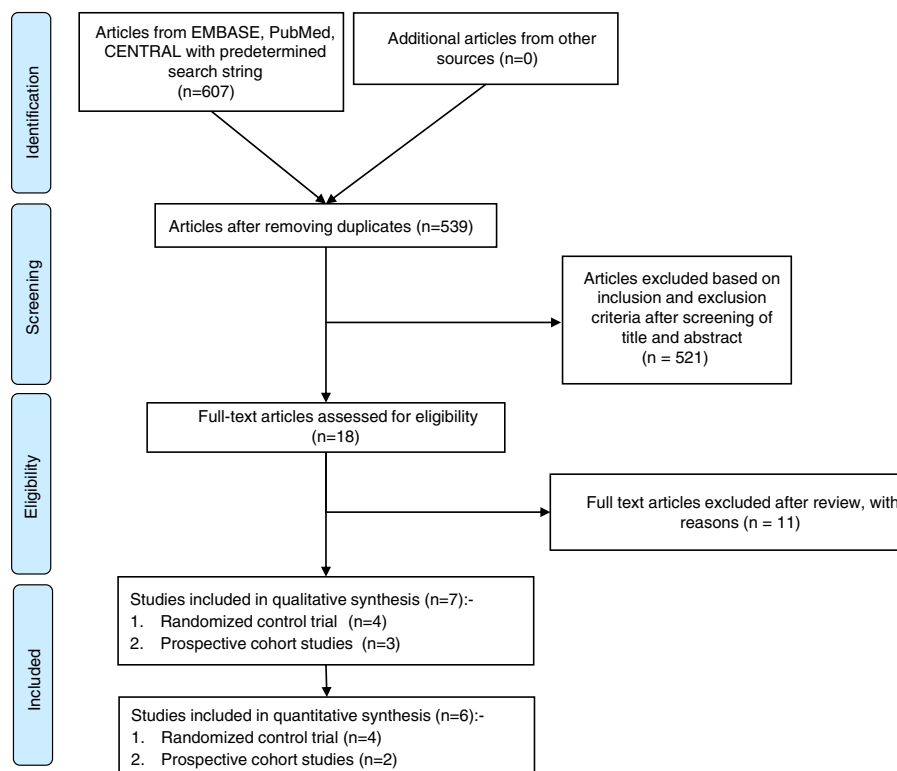 Identification
Articles from EMBASE, PubMed,
CENTRAL with predetermined
search string
(n=607)
Additional articles from other
sources (n=0)
Screening
Articles after removing duplicates (n=539)
Articles excluded based on
inclusion and exclusion
criteria after screening of
title and abstract
(n = 521)
Eligibility
Full-text articles assessed for eligibility
(n=18)
Full text articles excluded after review, with
reasons (n = 11)
Included
Studies included in qualitative synthesis (n=7):-
1. Randomized control trial (n=4)
2. Prospective cohort studies (n=3)
Studies included in quantitative synthesis (n=6):-
1. Randomized control trial (n=4)
2. Prospective cohort studies (n=2)